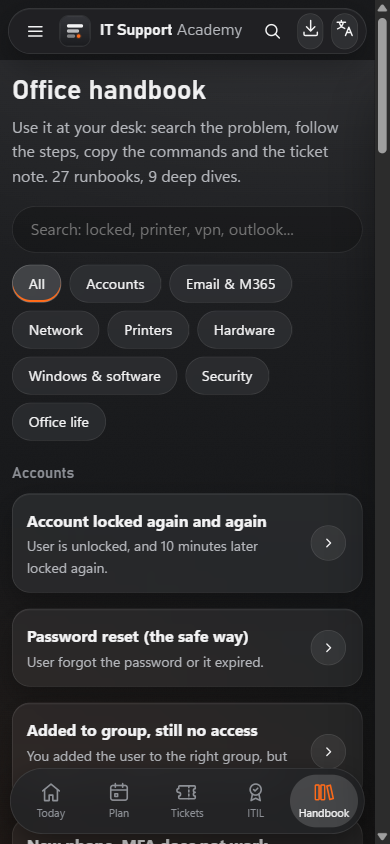 IT Support Academy
Office handbook
Use it at your desk: search the problem, follow
the steps, copy the commands and the ticket
note. 27 runbooks, 9 deep dives.
Search: locked, printer, vpn, outlook...
All
Accounts
Email & M365
Network
Printers
Hardware
Windows & software
Security
Office life
Accounts
Account locked again and again
User is unlocked, and 10 minutes later
locked again.
Password reset (the safe way)
User forgot the password or it expired.
Added to group, still no access
You added the user to the right group, but
Today
Plan
Tickets
ITIL
Handbook